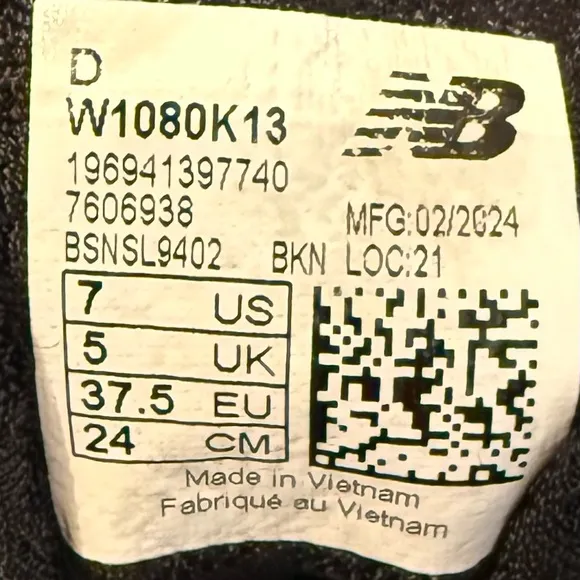 D
W1080K13
196941397740
7606938
MFG:02/2024
BSNSL9402 BKN LOC:21
7 US
5 UK
37.5 EU
24 CM
Made in Vietnam
Fabriqué au Vietnam
NB